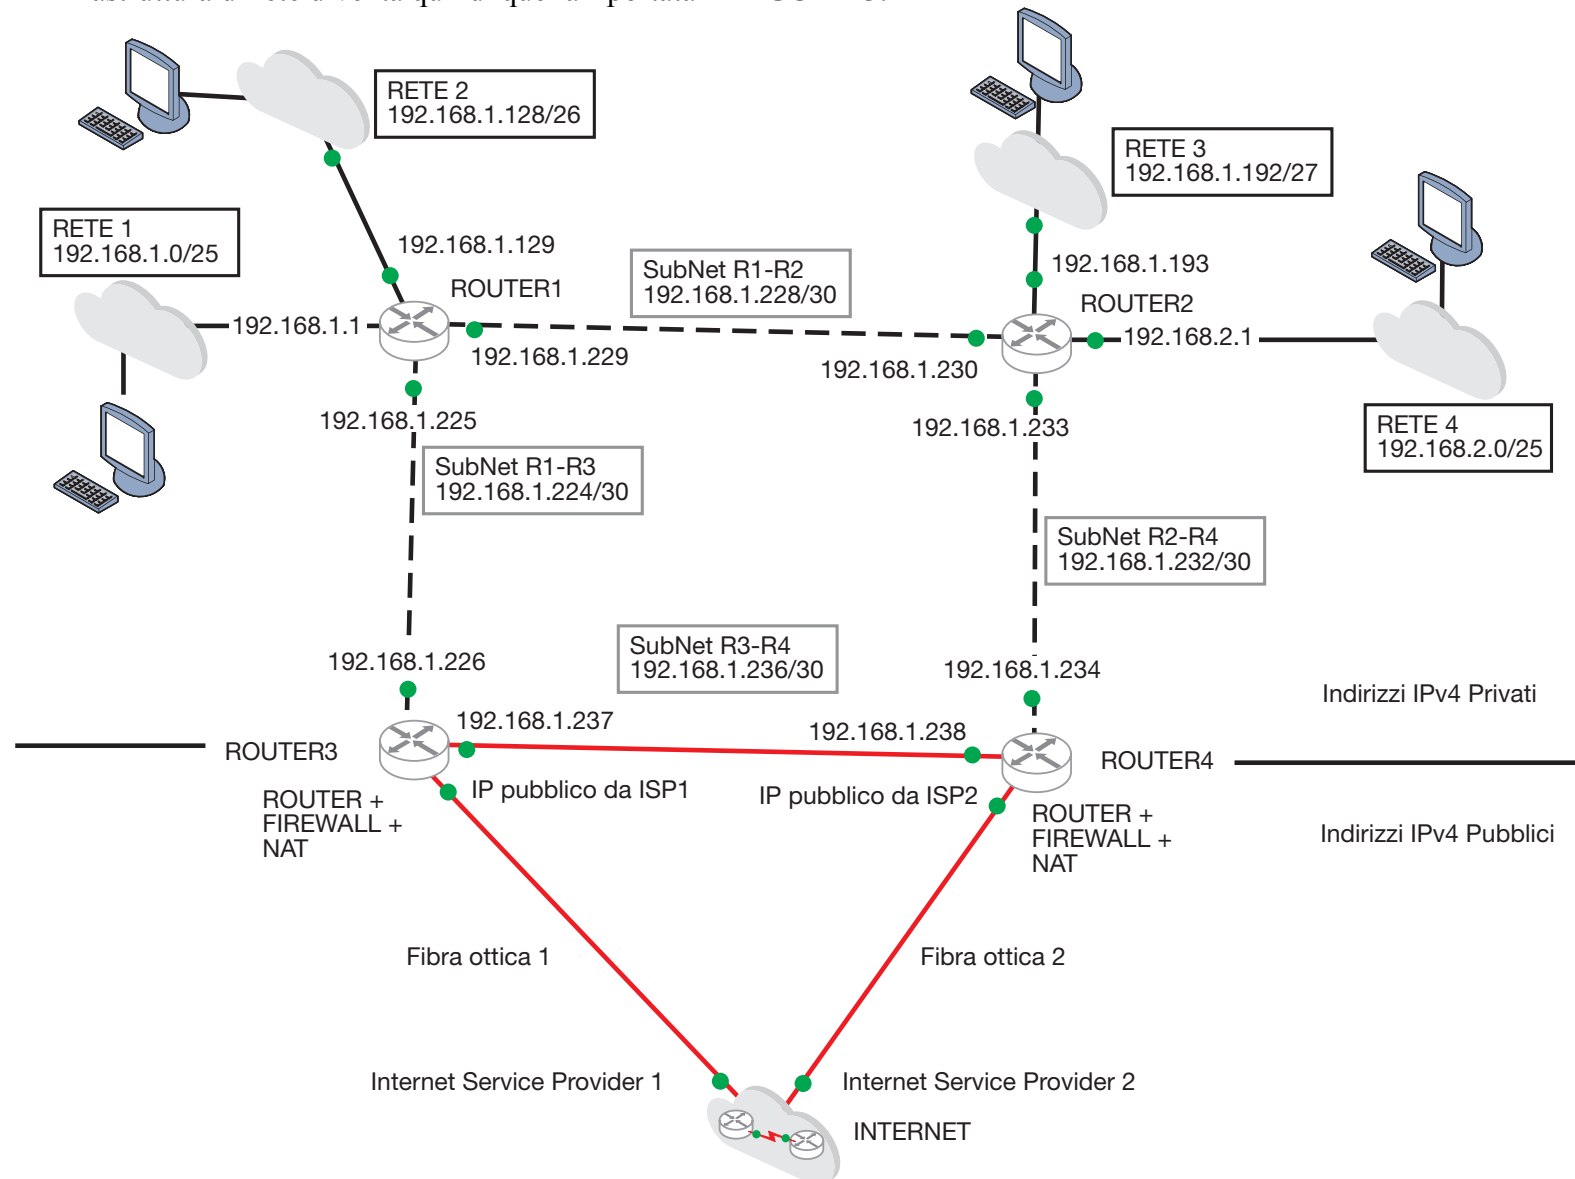 RETE 2
192.168.1.128/26
RETE 3
192.168.1.192/27
RETE 1
192.168.1.0/25
192.168.1.129
ROUTER1
SubNet R1-R2
192.168.1.228/30
192.168.1.193
ROUTER2
192.168.1.1
192.168.1.229
192.168.1.230
192.168.2.1
192.168.1.225
192.168.1.233
RETE 4
192.168.2.0/25
SubNet R1-R3
192.168.1.224/30
SubNet R2-R4
192.168.1.232/30
192.168.1.226
SubNet R3-R4
192.168.1.236/30
192.168.1.234
Indirizzi IPv4 Privati
192.168.1.237
192.168.1.238
ROUTER3
ROUTER4
IP pubblico da ISP1
IP pubblico da ISP2
ROUTER +
FIREWALL +
NAT
ROUTER +
FIREWALL +
NAT
Indirizzi IPv4 Pubblici
Fibra ottica 1
Fibra ottica 2
Internet Service Provider 1
Internet Service Provider 2
INTERNET